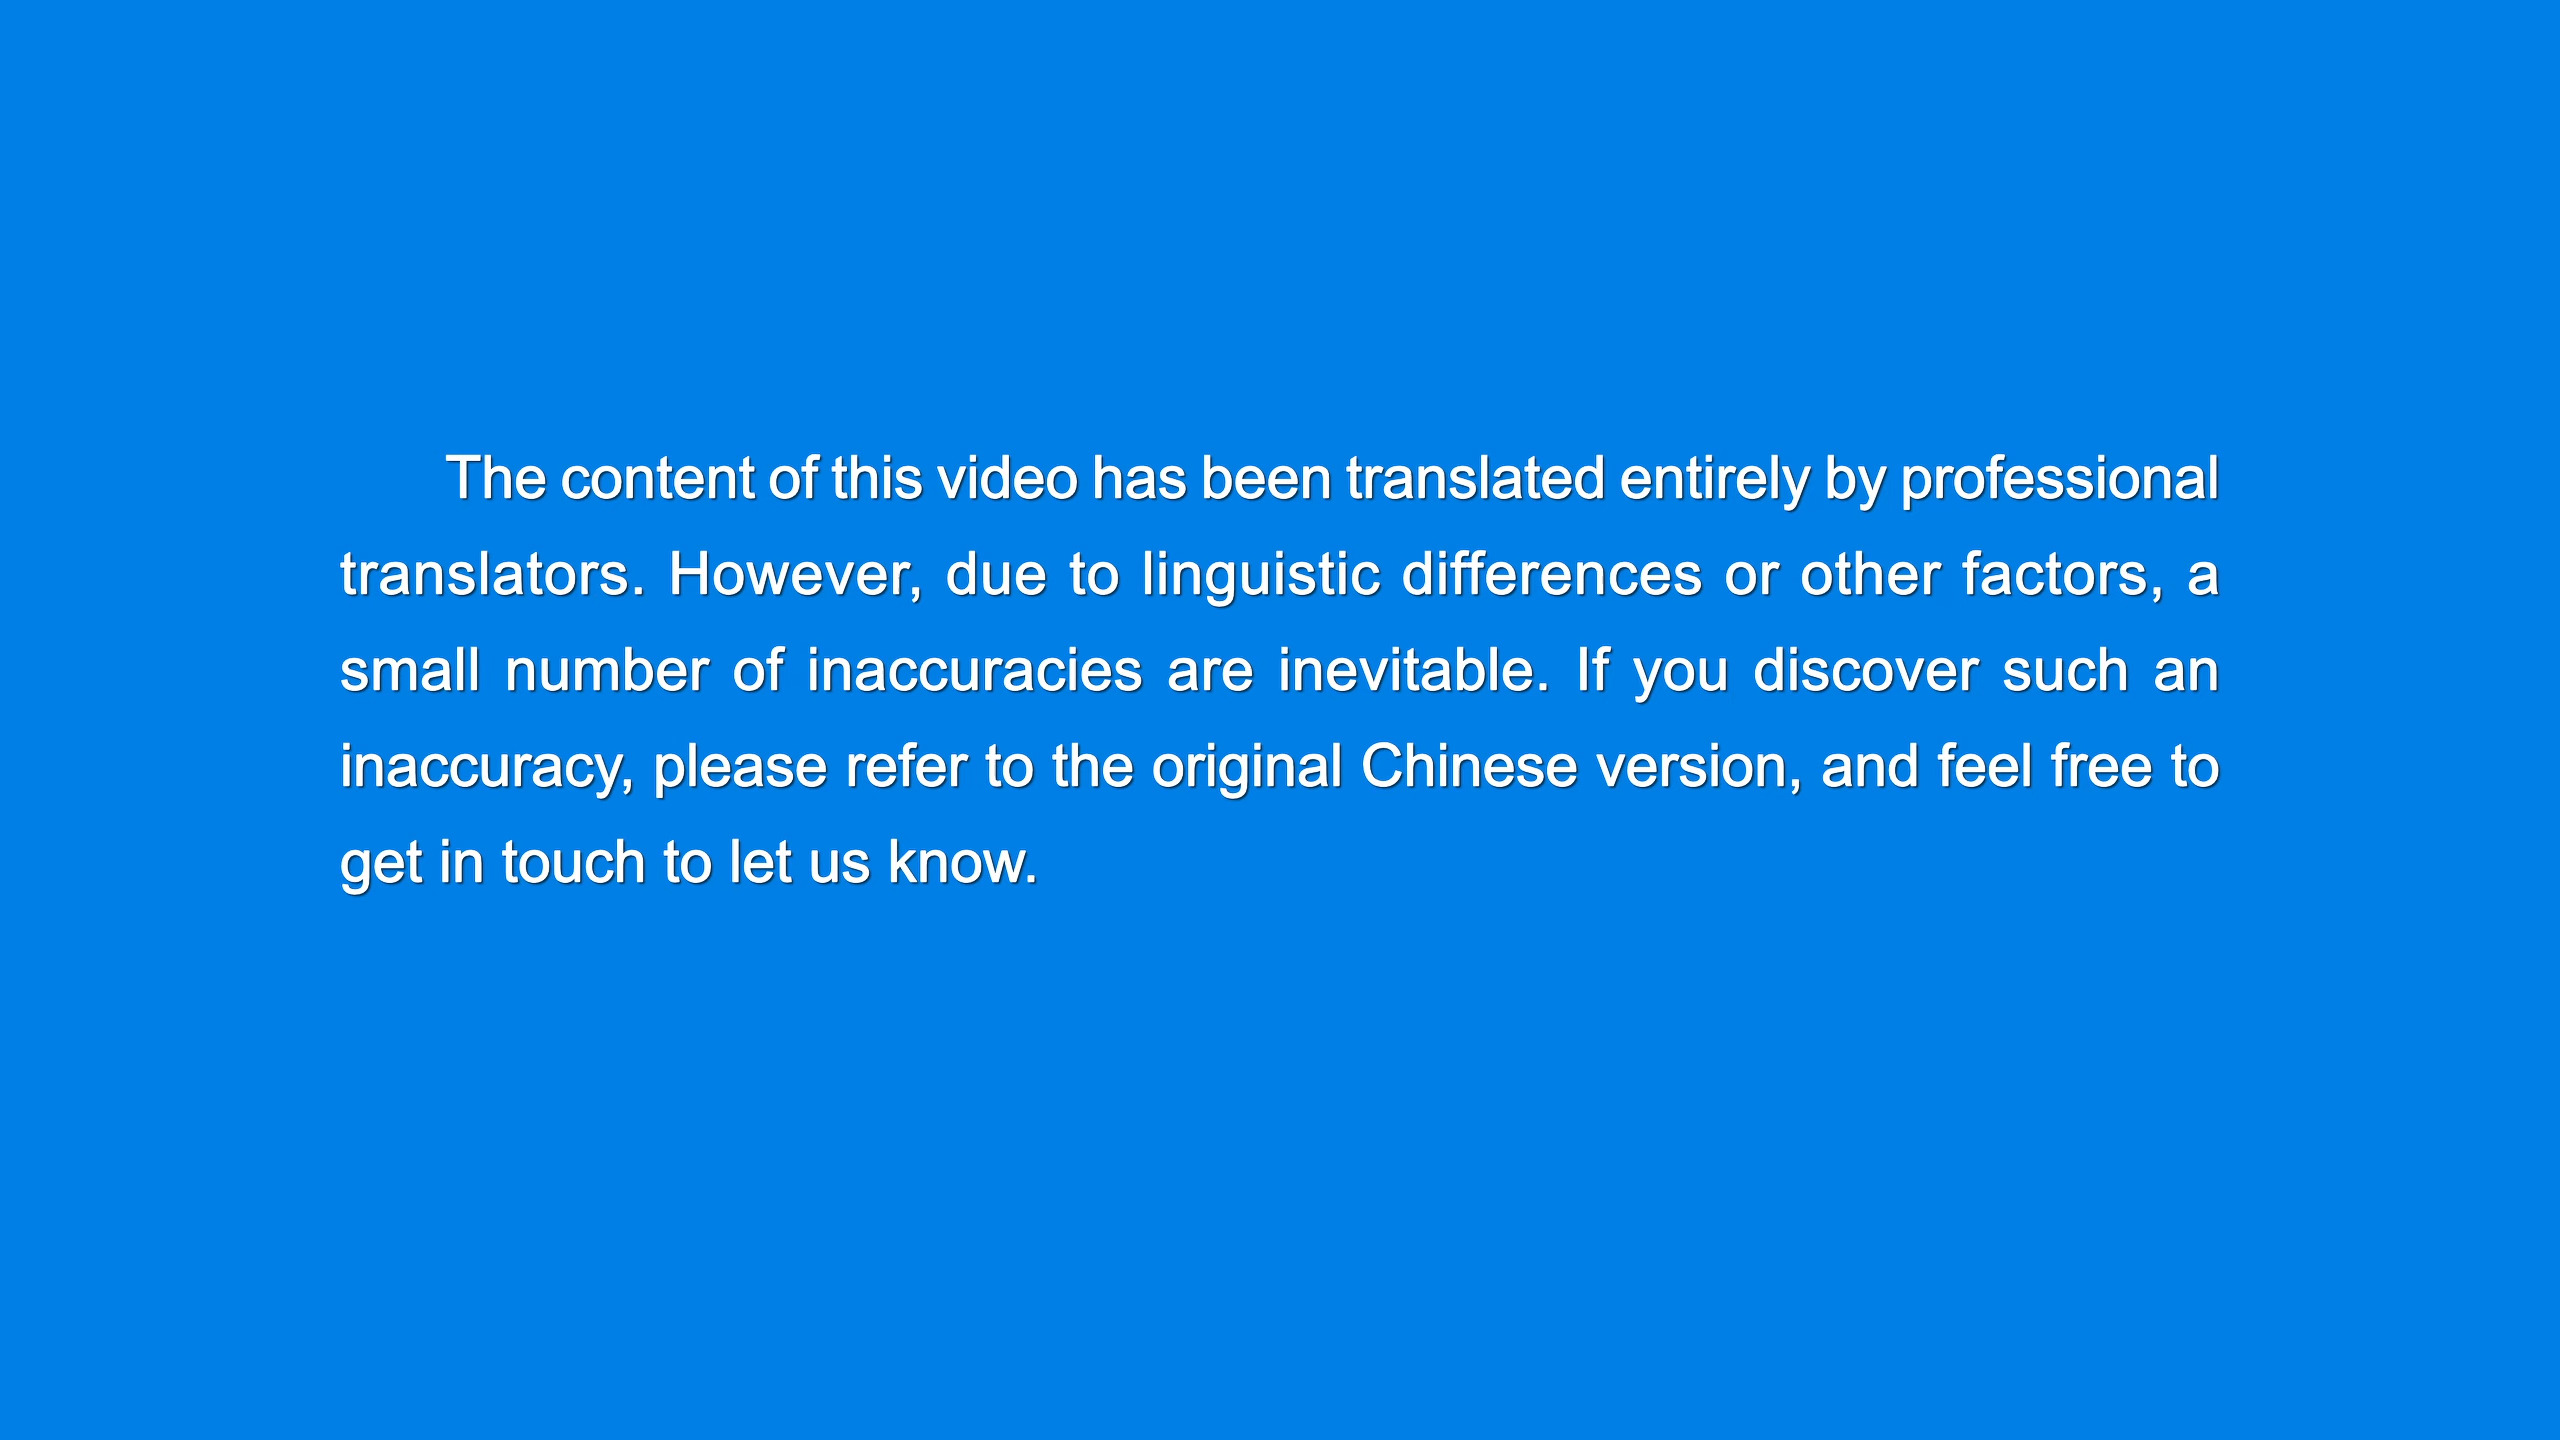 The content of this video has been translated entirely by professional
translators. However, due to linguistic differences or other factors, a
small number of inaccuracies are inevitable. If you discover such an
inaccuracy, please refer to the original Chinese version, and feel free to
get in touch to let us know.